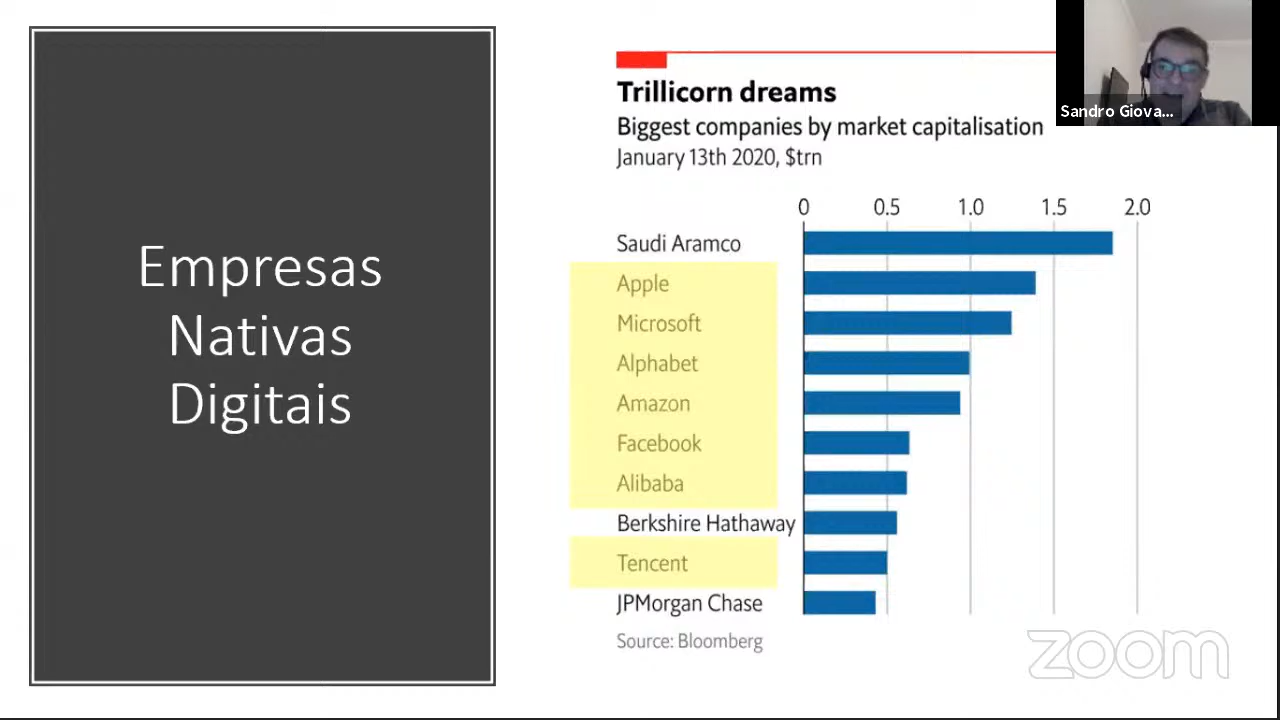 Empresas
Nativas
Digitais
Trillicorn dreams
Biggest companies by market capitalisation
January 13th 2020, $trn
0 0.5 1.0 1.5 2.0
Saudi Aramco
Apple
Microsoft
Alphabet
Amazon
Facebook
Alibaba
Berkshire Hathaway
Tencent
JPMorgan Chase
Source: Bloomberg
Sandro Giova...
zoom